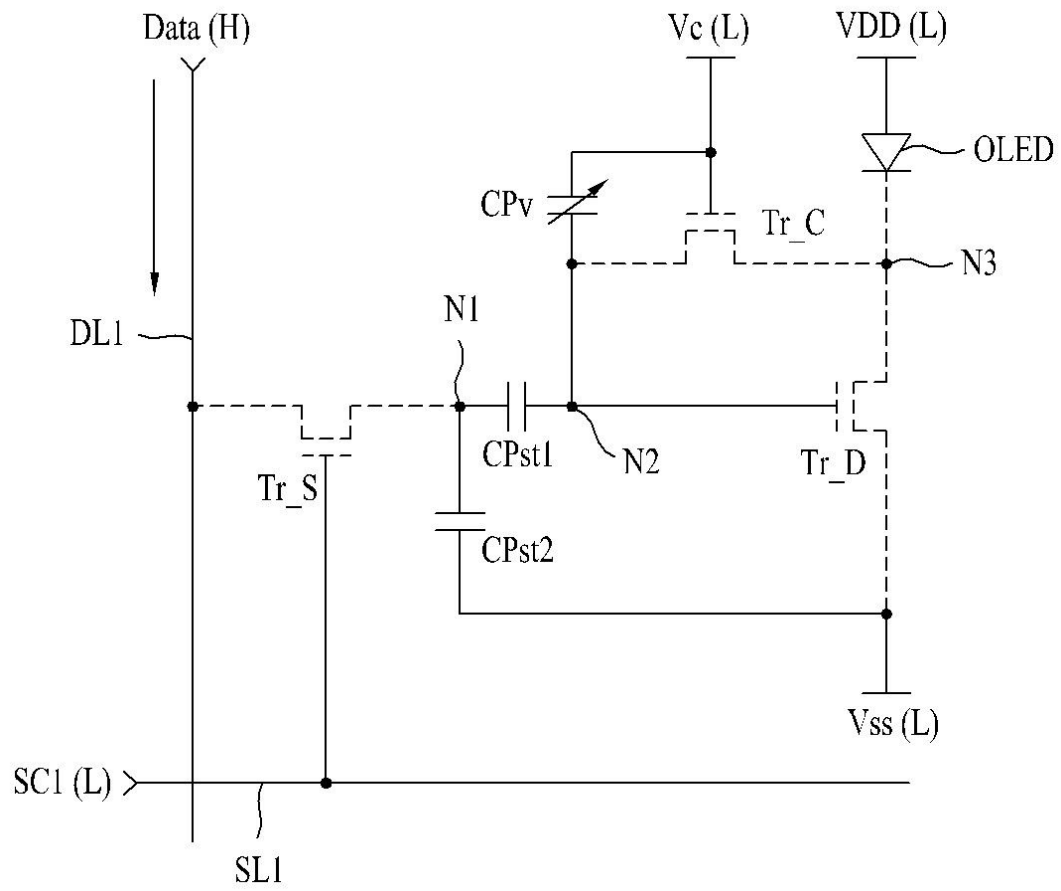 Data (H)
Vc (L)
VDD (L)
OLED
CPv
Tr_C
N3
N1
DL1
CPst1
N2
Tr_D
Tr_S
CPst2
Vss (L)
SC1 (L)
SL1